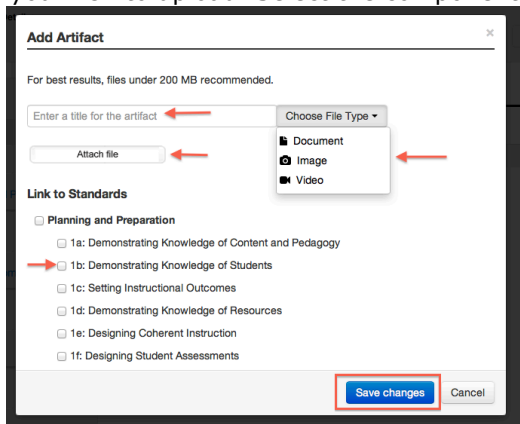 Add Artifact
×
For best results, files under 200 MB recommended.
Enter a title for the artifact
Choose File Type
Document
Image
Video
Attach file
Link to Standards
Planning and Preparation
1a: Demonstrating Knowledge of Content and Pedagogy
1b: Demonstrating Knowledge of Students
1c: Setting Instructional Outcomes
1d: Demonstrating Knowledge of Resources
1e: Designing Coherent Instruction
1f: Designing Student Assessments
Save changes
Cancel